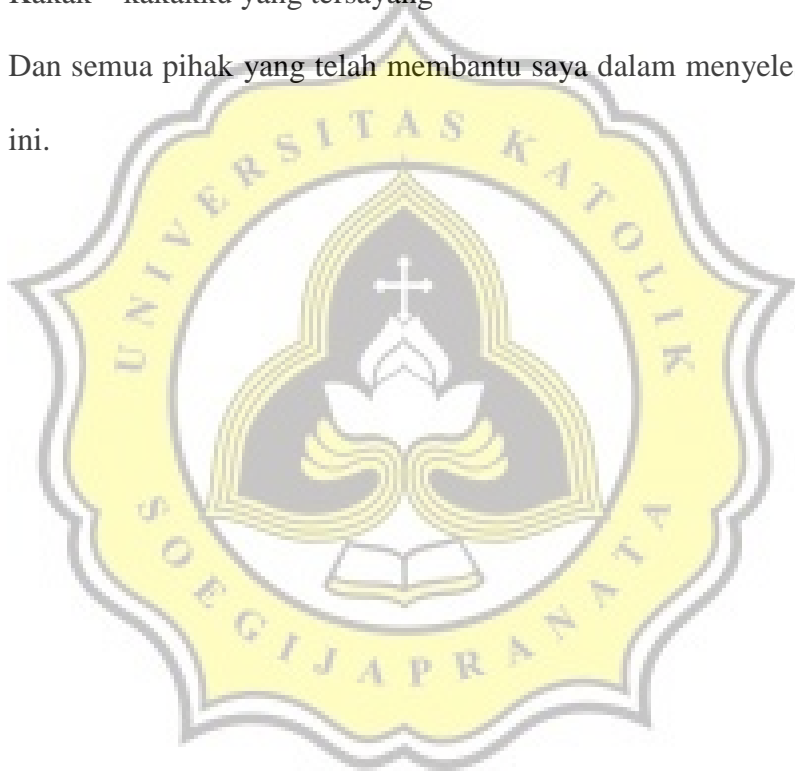 Kakak – kakakku yang tersayang
Dan semua pihak yang telah membantu saya dalam menyele
ini.
UNIVERSITAS KATOLIK
SOEGIJAPRANATA